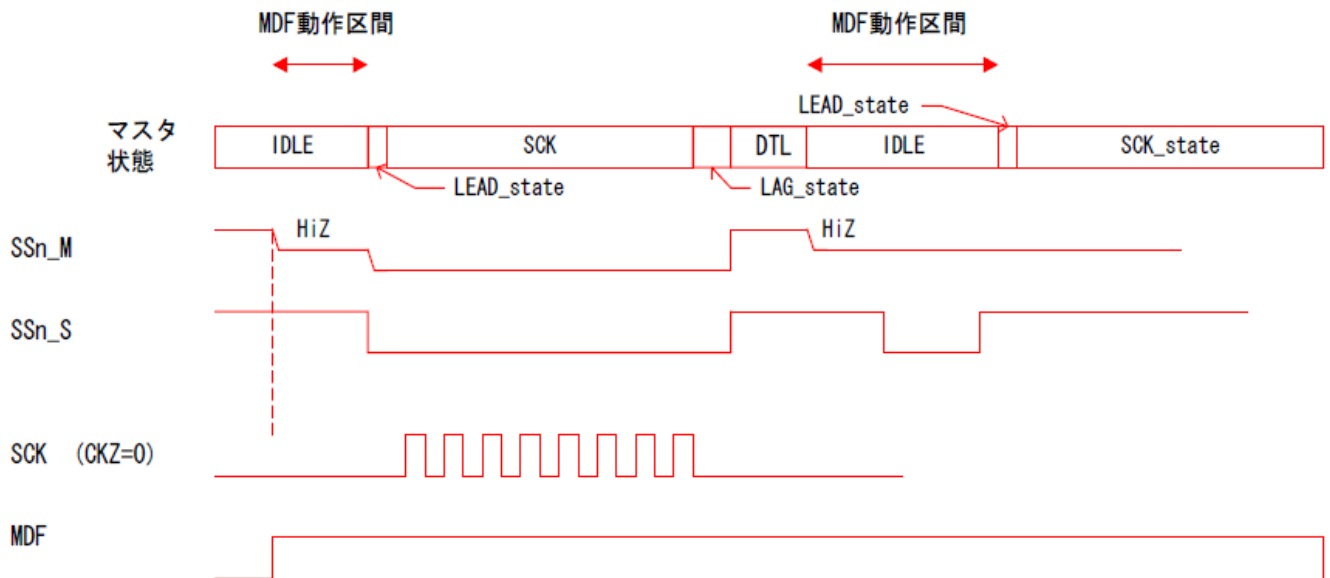 MDF動作区間 MDF動作区間
LEAD_state
マスタ
状態
IDLE SCK DTL IDLE SCK_state
LEAD_state LAG_state
HiZ HiZ
SSn_M
SSn_S
SCK (CKZ=0)
MDF